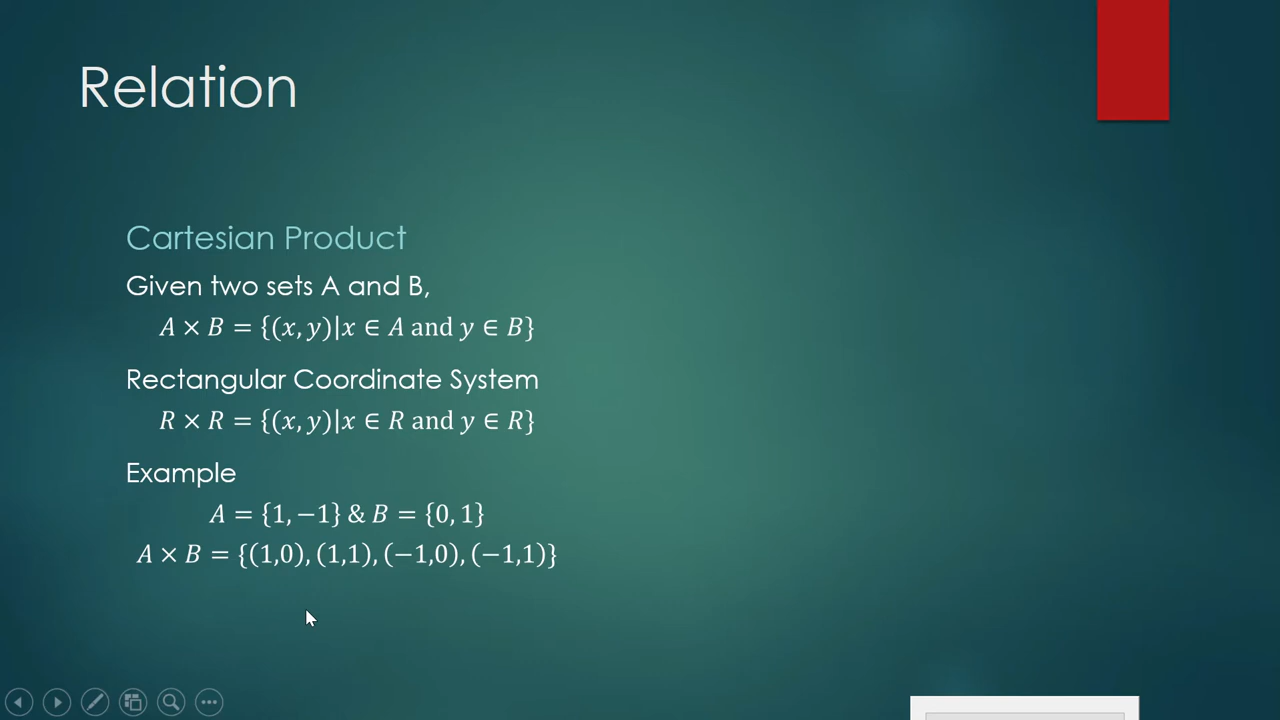 Relation
Cartesian Product
Given two sets A and B,
A × B = {(x, y)|x ∈ A and y ∈ B}
Rectangular Coordinate System
R × R = {(x, y)|x ∈ R and y ∈ R}
Example
A = {1, −1} & B = {0, 1}
A × B = {(1,0), (1,1), (−1,0), (−1,1)}